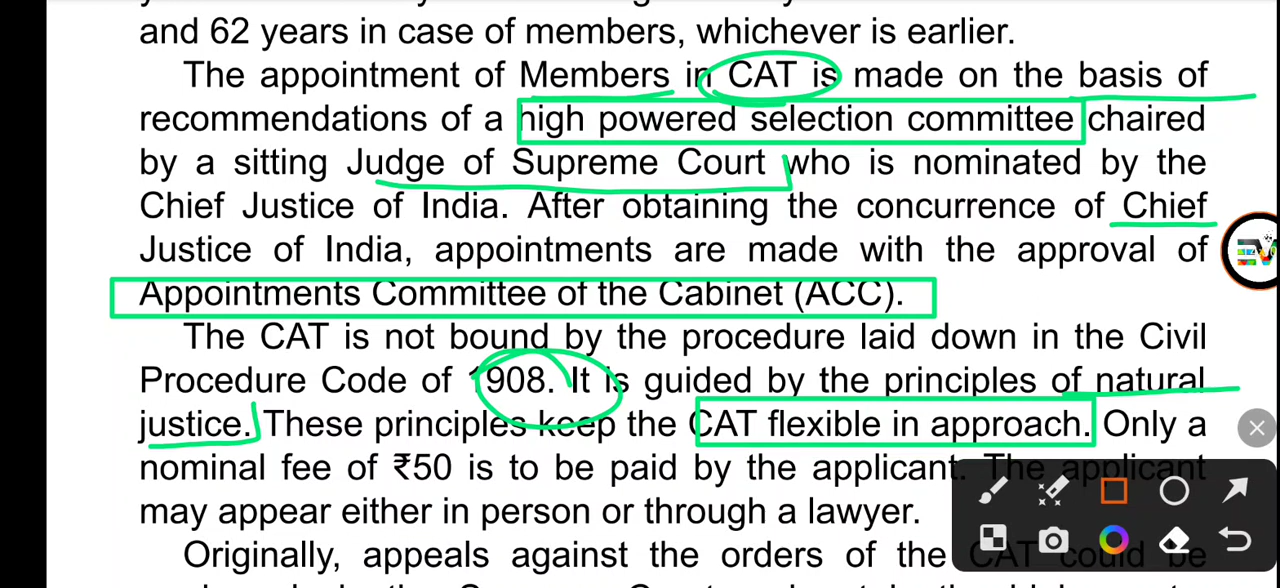 and 62 years in case of members, whichever is earlier.
The appointment of Members in CAT is made on the basis of
recommendations of a high powered selection committee chaired
by a sitting Judge of Supreme Court who is nominated by the
Chief Justice of India. After obtaining the concurrence of Chief
Justice of India, appointments are made with the approval of
Appointments Committee of the Cabinet (ACC).
The CAT is not bound by the procedure laid down in the Civil
Procedure Code of 1908. It is guided by the principles of natural
justice. These principles keep the CAT flexible in approach. Only a
nominal fee of ₹50 is to be paid by the applicant. The applicant
may appear either in person or through a lawyer.
Originally, appeals against the orders of the CAT could be